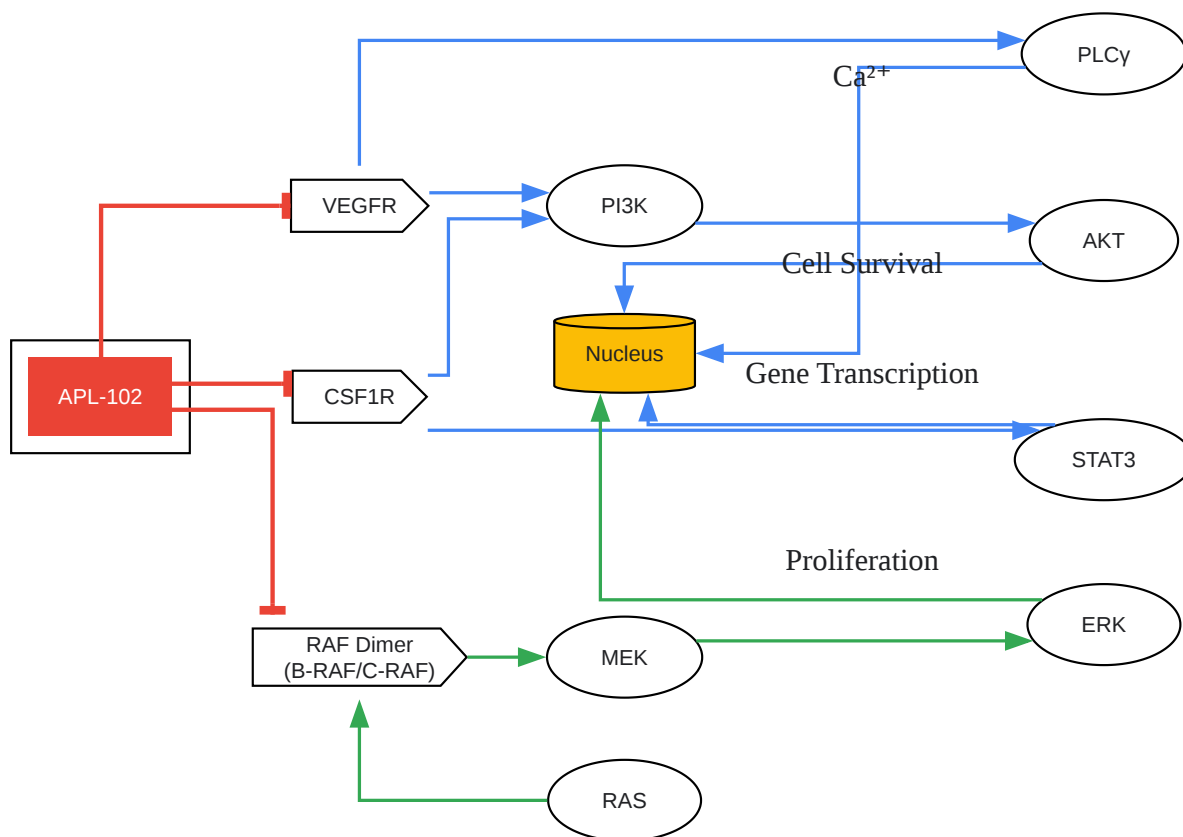 PLCγ
Ca²⁺
VEGFR
PI3K
AKT
Cell Survival
Nucleus
Gene Transcription
APL-102
CSF1R
STAT3
Proliferation
ERK
RAF Dimer
(B-RAF/C-RAF)
MEK
RAS